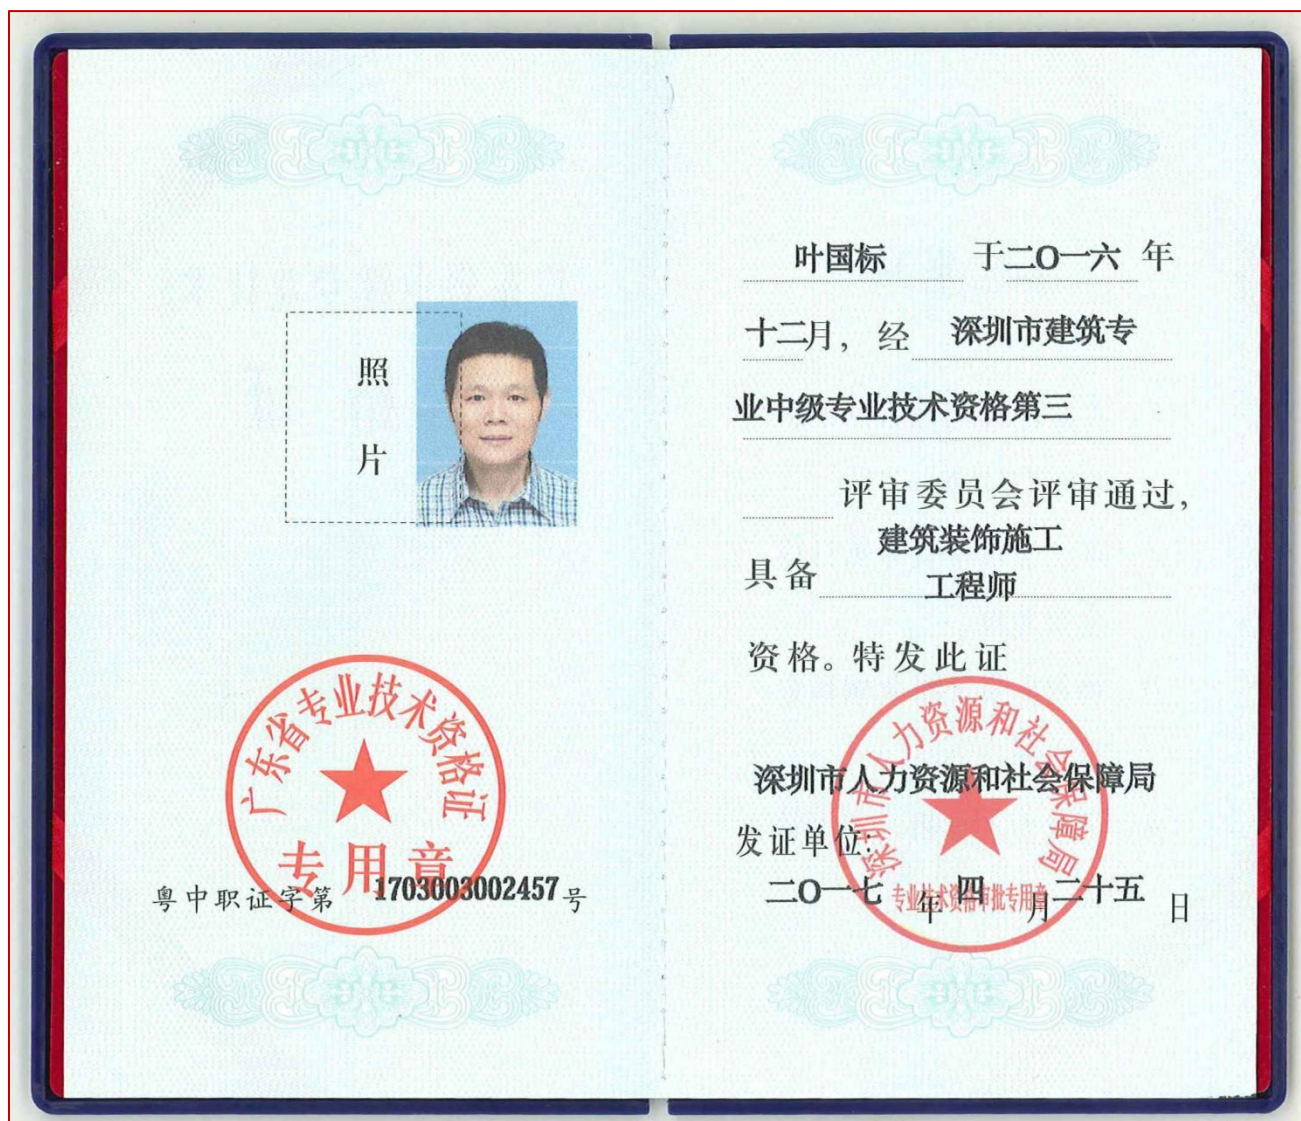 照
片
广东省专业技术资格证
专用章
粤中职证字第 1703003002457 号
叶国标 于二〇一六 年
十二月，经 深圳市建筑专
业中级专业技术资格第三
评审委员会评审通过，
建筑装饰施工
具备 工程师
资格。特发此证
深圳市人力资源和社会保障局
深圳市人力资源和社会保障局
发证单位：
专业技术资格审批专用章
二〇一七 年 四 月 二十五 日